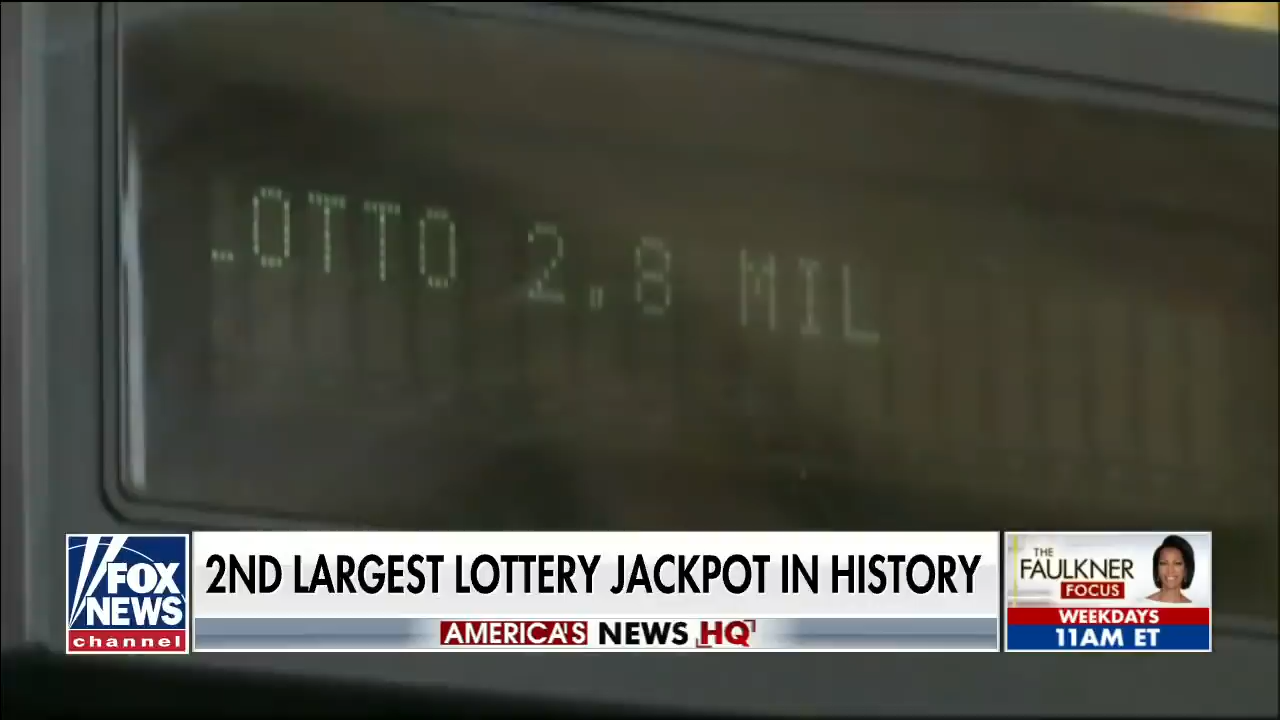 LOTTO 2.8 MIL
FOX
NEWS
channel
2ND LARGEST LOTTERY JACKPOT IN HISTORY
AMERICA'S NEWS HQ
THE
FAULKNER
FOCUS
WEEKDAYS
11AM ET